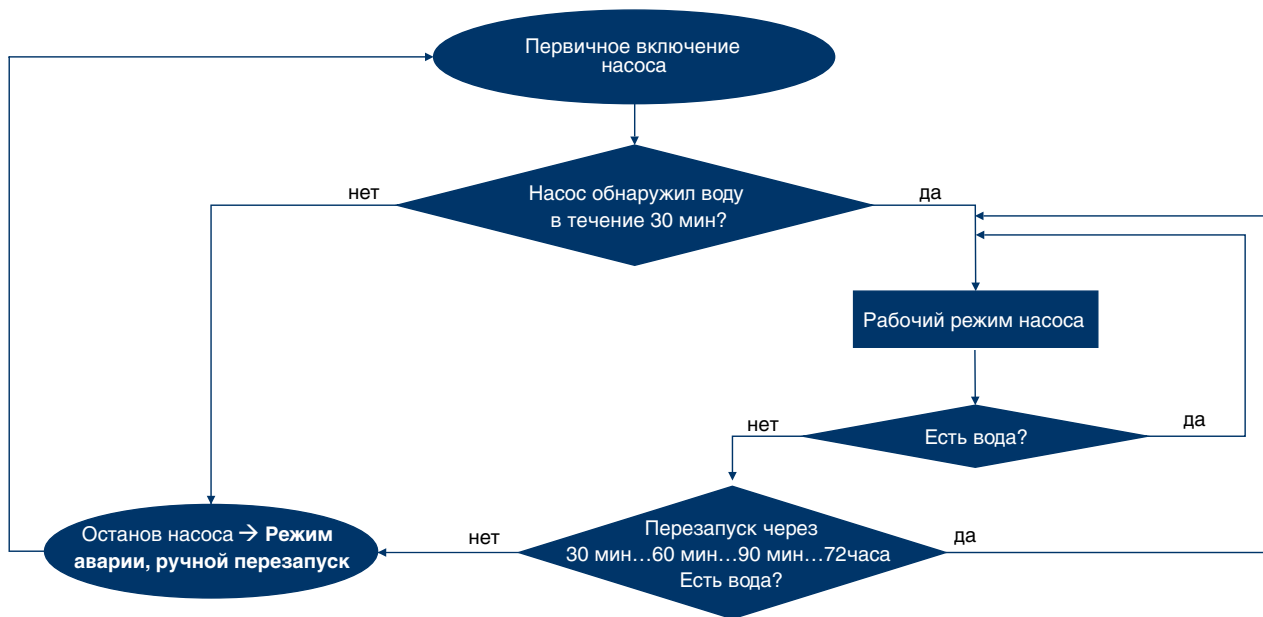 Первичное включение
насоса
Насос обнаружил воду
в течение 30 мин?
нет
да
Рабочий режим насоса
Есть вода?
нет
да
Перезапуск через
30 мин...60 мин...90 мин...72часа
Есть вода?
нет
да
Останов насоса → Режим
аварии, ручной перезапуск